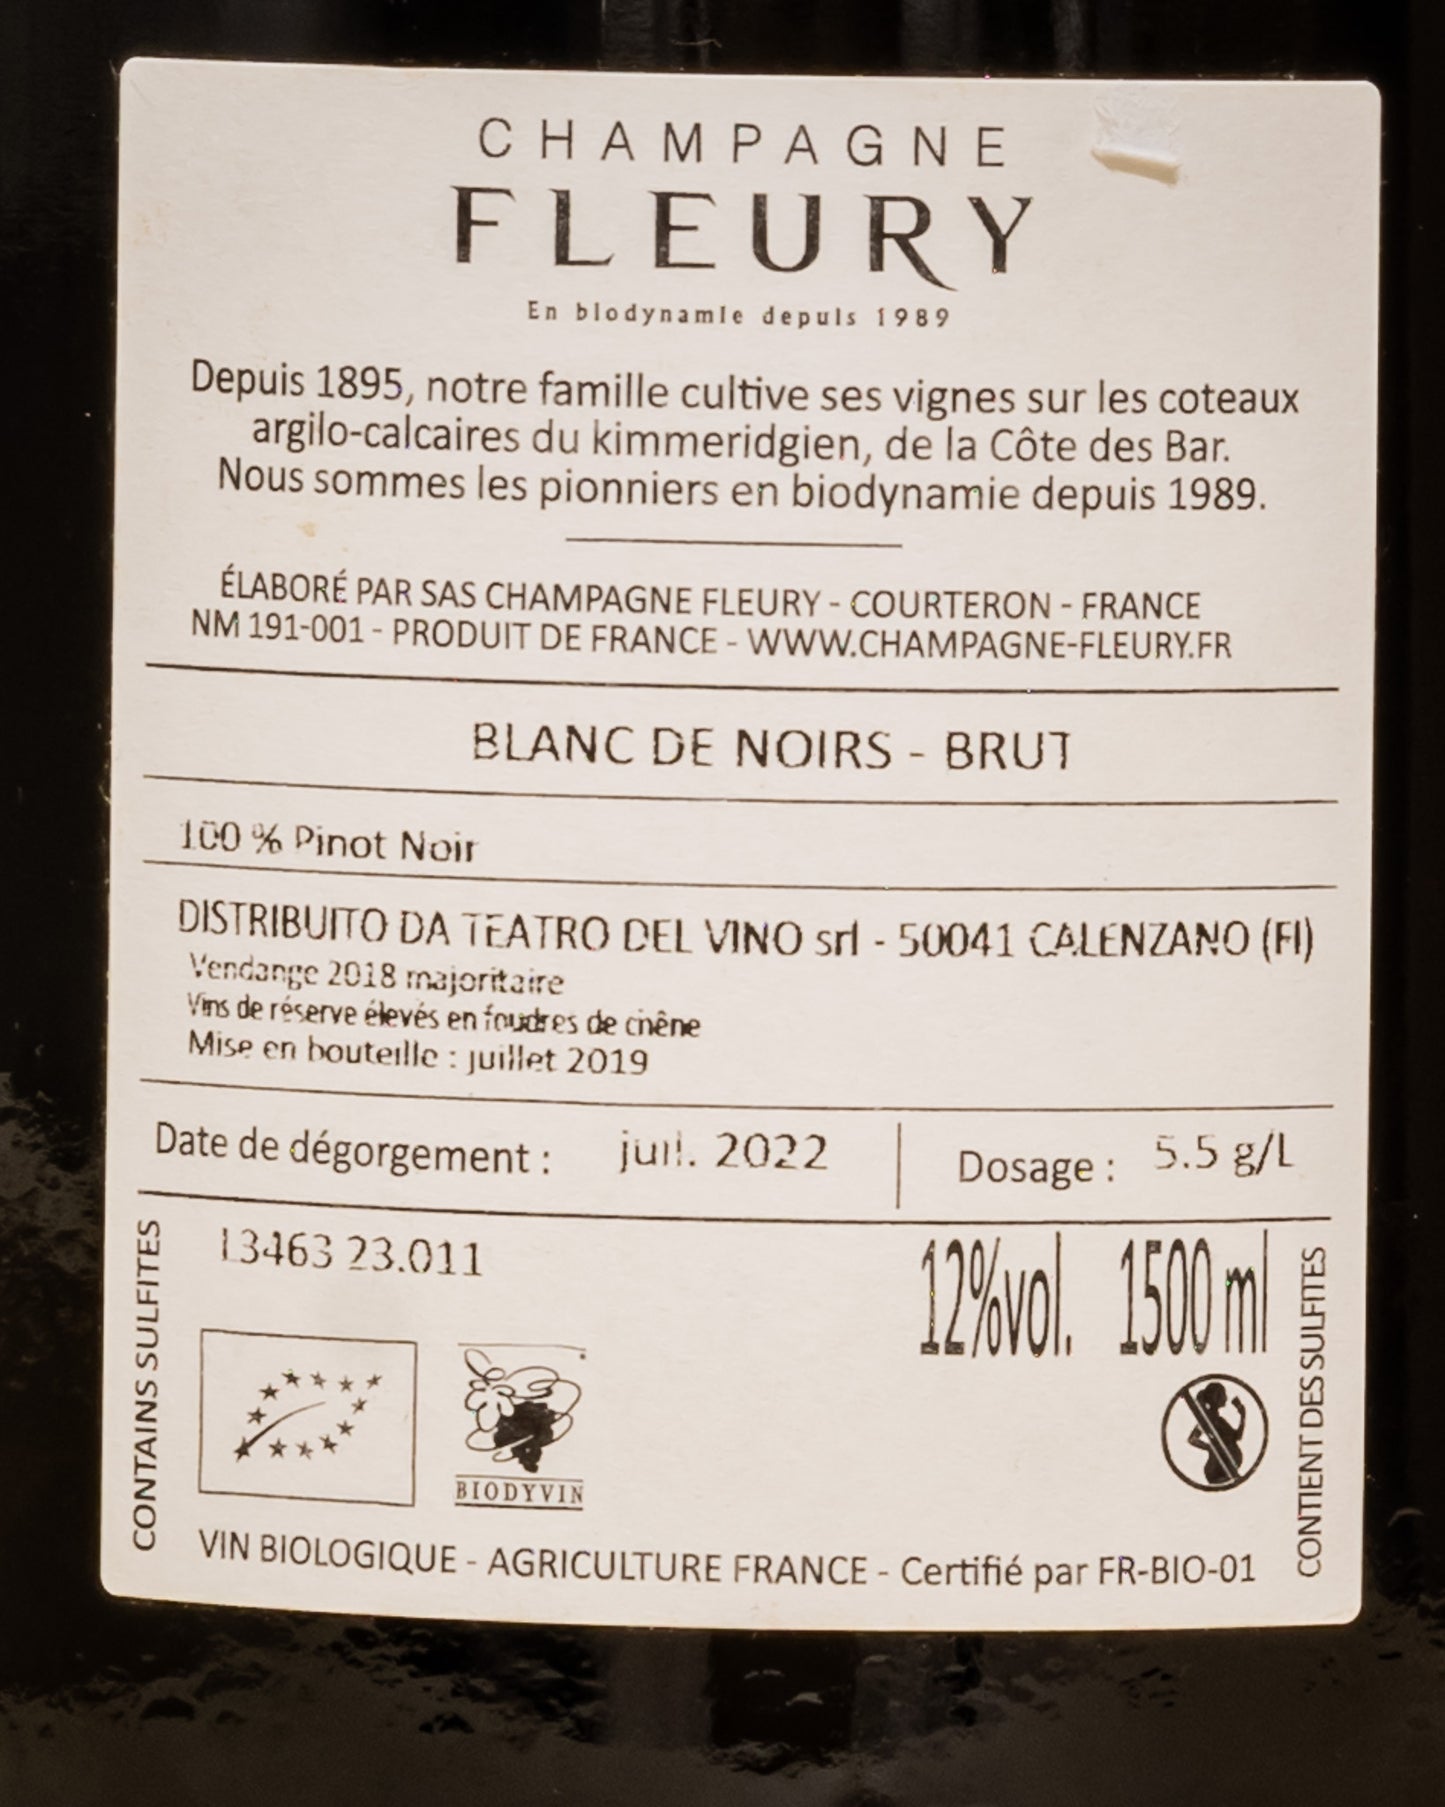 CHAMPAGNE
FLEURY
En biodynamie depuis 1989
Depuis 1895, notre famille cultive ses vignes sur les coteaux
argilo-calcaires du kimmeridgien, de la Côte des Bar.
Nous sommes les pionniers en biodynamie depuis 1989.
ÉLABORÉ PAR SAS CHAMPAGNE FLEURY - COURTERON - FRANCE
NM 191-001 - PRODUIT DE FRANCE - WWW.CHAMPAGNE-FLEURY.FR
BLANC DE NOIRS - BRUT
100 % Pinot Noir
DISTRIBUITO DA TEATRO DEL VINO srl - 50041 CALENZANO (FI)
Vendange 2018 majoritaire
Vins de réserve élevés en foudres de chêne
Mise en bouteille : juillet 2019
Date de dégorgement : juil. 2022 Dosage : 5.5 g/L
L3463 23.011
12%vol. 1500 ml
CONTAINS SULFITES
CONTIENT DES SULFITES
BIODYVIN
VIN BIOLOGIQUE - AGRICULTURE FRANCE - Certifié par FR-BIO-01